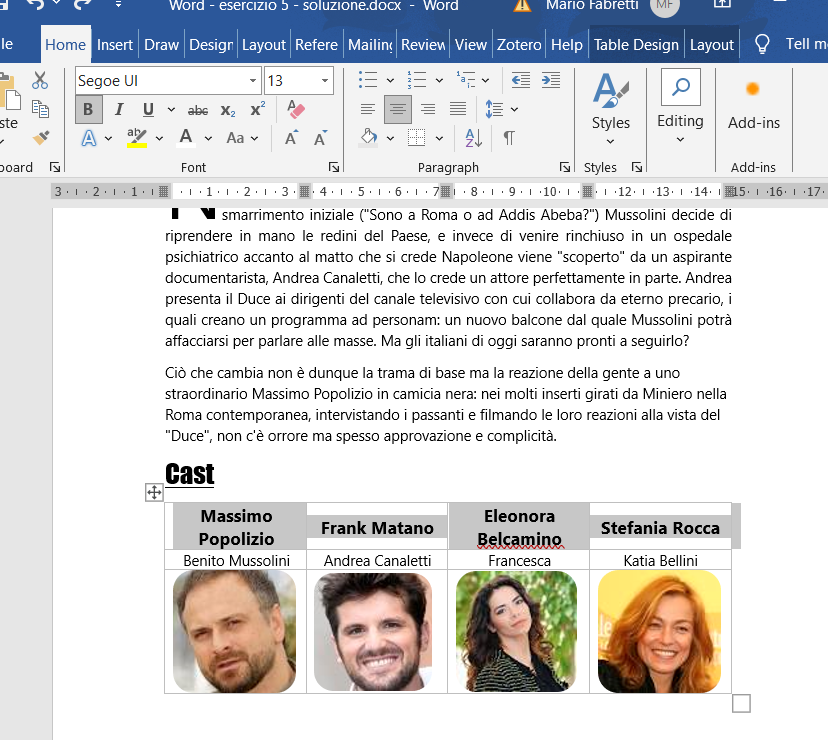 Word - esercizio 5 - soluzione.docx - Word Mario Fabretti MF
le Home Insert Draw Design Layout Refere Mailing Review View Zotero Help Table Design Layout Tell m
Segoe UI 13
ste
B I U abc x₂ x² Styles Editing Add-ins
A ab A Aa A A
oard Font Paragraph Styles Add-ins
3 2 1 1 2 3 4 5 6 7 8 9 10 12 13 14 15 16 17
N smarrimento iniziale ("Sono a Roma o ad Addis Abeba?") Mussolini decide di
riprendere in mano le redini del Paese, e invece di venire rinchiuso in un ospedale
psichiatrico accanto al matto che si crede Napoleone viene "scoperto" da un aspirante
documentarista, Andrea Canaletti, che lo crede un attore perfettamente in parte. Andrea
presenta il Duce ai dirigenti del canale televisivo con cui collabora da eterno precario, i
quali creano un programma ad personam: un nuovo balcone dal quale Mussolini potrà
affacciarsi per parlare alle masse. Ma gli italiani di oggi saranno pronti a seguirlo?
Ciò che cambia non è dunque la trama di base ma la reazione della gente a uno
straordinario Massimo Popolizio in camicia nera: nei molti inserti girati da Miniero nella
Roma contemporanea, intervistando i passanti e filmando le loro reazioni alla vista del
"Duce", non c'è orrore ma spesso approvazione e complicità.
Cast
Massimo
Popolizio
Frank Matano
Eleonora
Belcamino
Stefania Rocca
Benito Mussolini Andrea Canaletti Francesca Katia Bellini